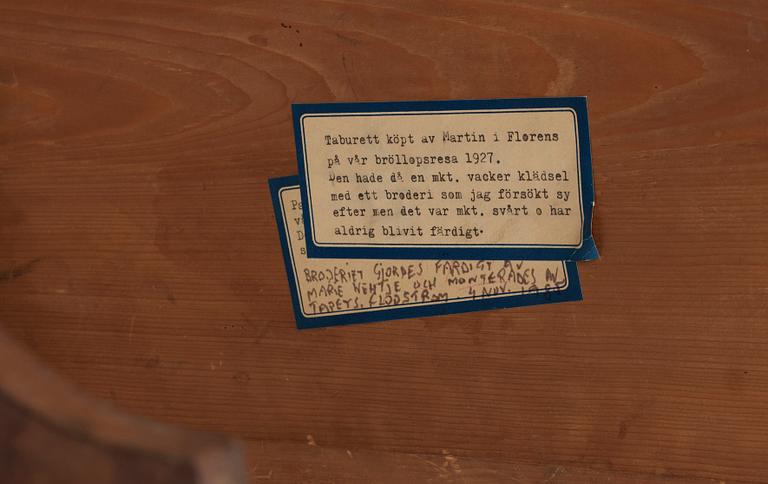 Taburett köpt av Martin i Florens
på vår bröllopsresa 1927.
Den hade då en mkt. vacker klädsel
med ett broderi som jag försökt sy
efter men det var mkt. svårt o har
aldrig blivit färdigt.
BRODERIET GJORDES FÄRDIGT AV
MARIE OCH MONTERADES AV
TAPETS. FLODSTRÖM. 4 NOV.